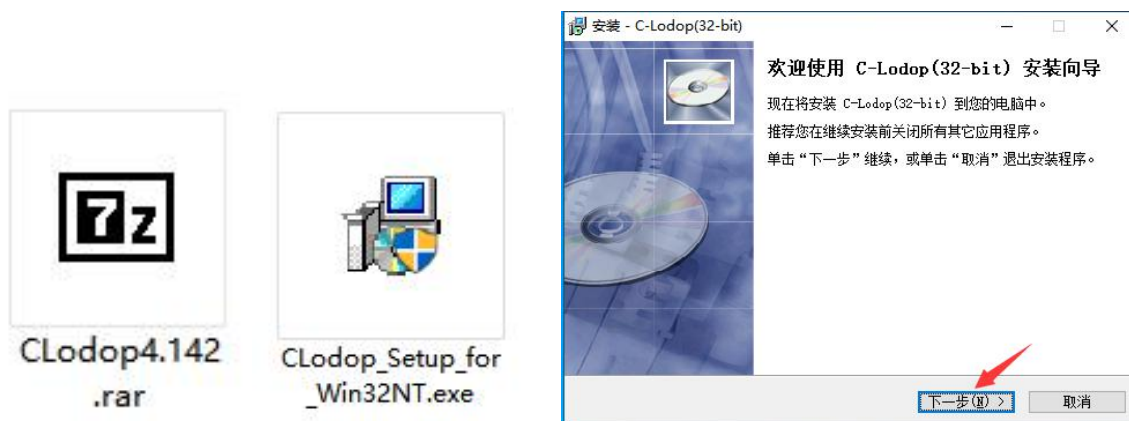 7z
CLodop4.142
.rar
CLodop_Setup_for
_Win32NT.exe
安装 - C-Lodop(32-bit)
欢迎使用 C-Lodop(32-bit) 安装向导
现在将安装 C-Lodop(32-bit) 到您的电脑中。
推荐您在继续安装前关闭所有其它应用程序。
单击“下一步”继续，或单击“取消”退出安装程序。
下一步(N) >
取消